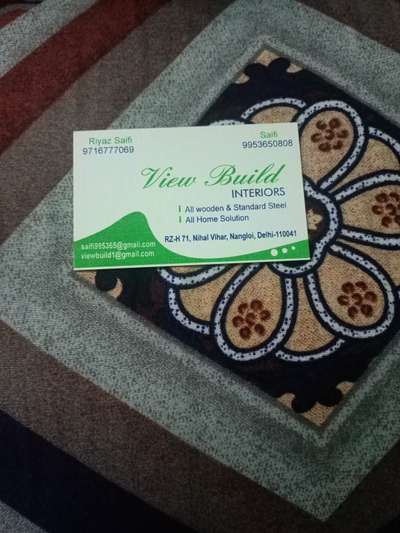 Riyaz Saifi
9716777069
Saifi
9953650808
View Build
INTERIORS
All wooden & Standard Steel
All Home Solution
RZ-H 71, Nihal Vihar, Nangloi, Delhi-110041
saifi995365@gmail.com
viewbuild1@gmail.com